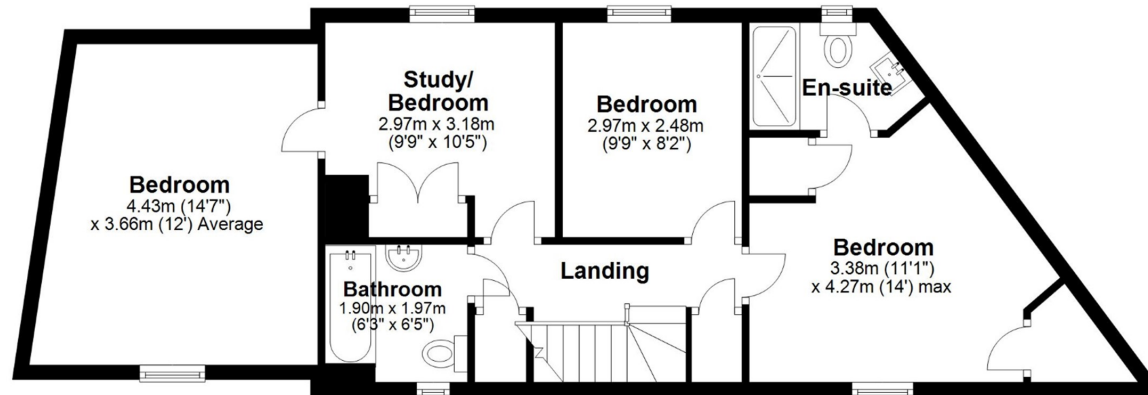 Bedroom
4.43m (14'7")
x 3.66m (12') Average
Study/
Bedroom
2.97m x 3.18m
(9'9" x 10'5")
Bedroom
2.97m x 2.48m
(9'9" x 8'2")
En-suite
Bathroom
1.90m x 1.97m
(6'3" x 6'5")
Landing
Bedroom
3.38m (11'1")
x 4.27m (14') max